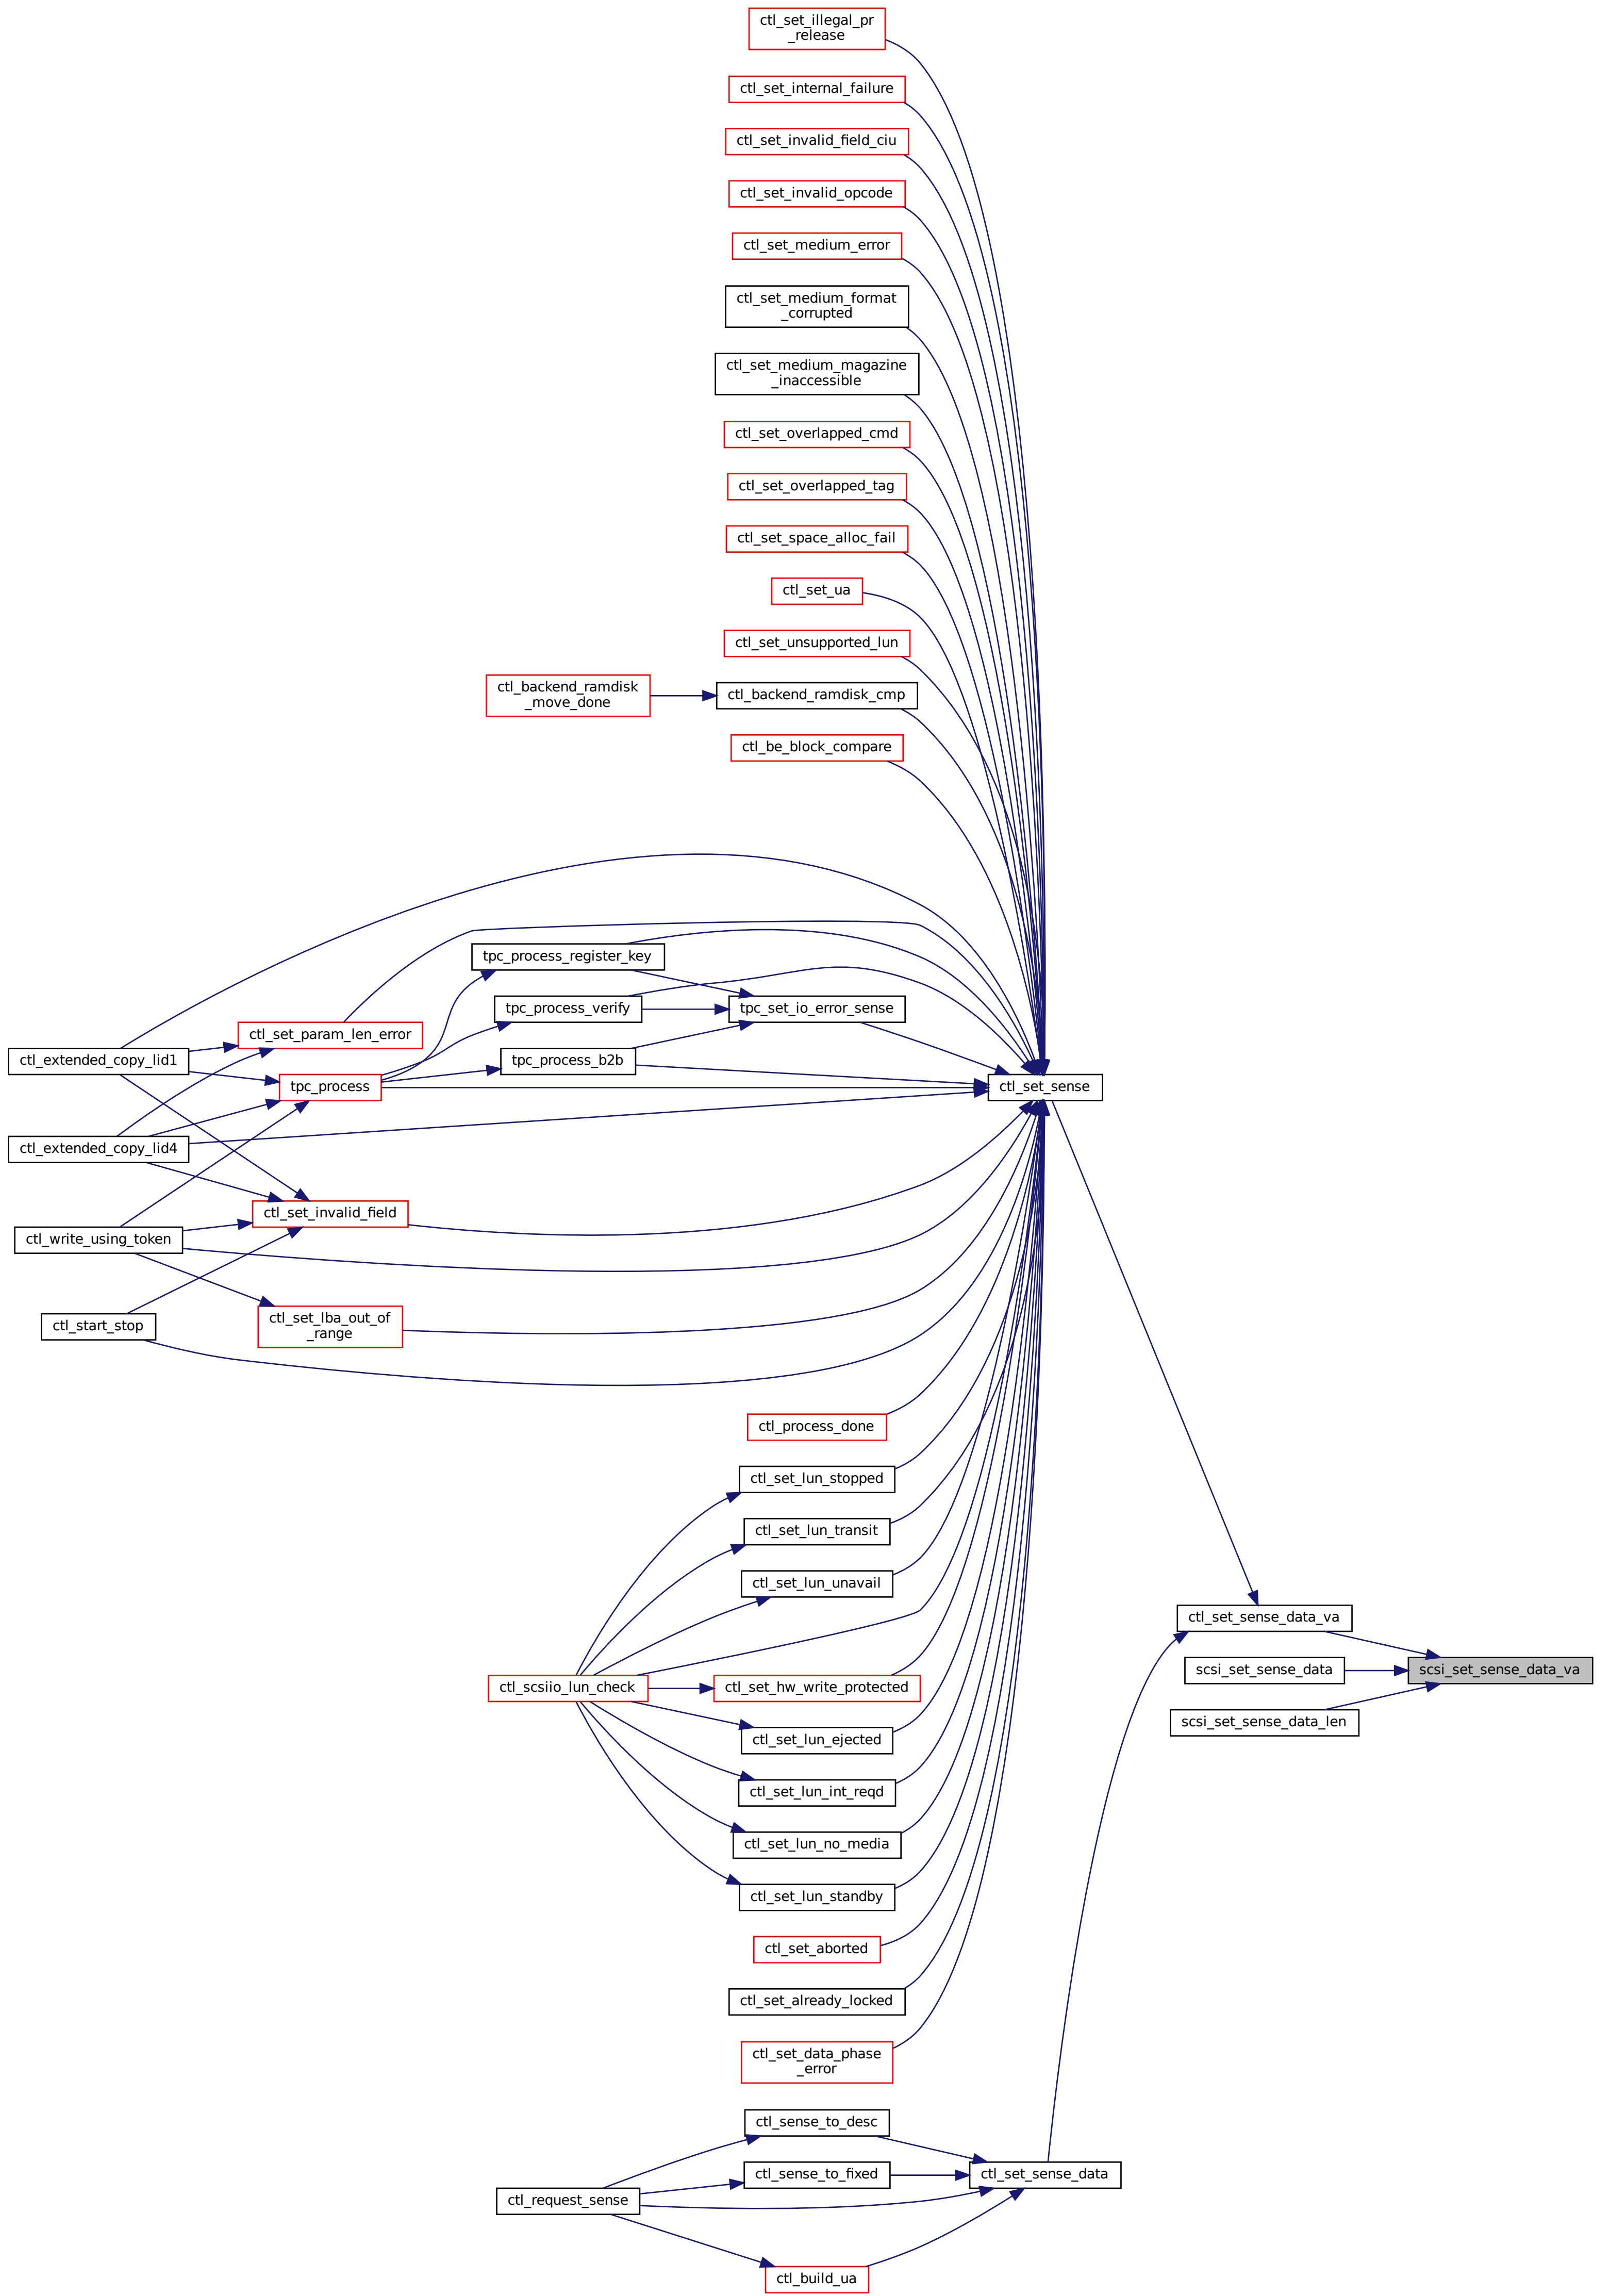 ctl_set_illegal_pr
_release
ctl_set_internal_failure
ctl_set_invalid_field_ciu
ctl_set_invalid_opcode
ctl_set_medium_error
ctl_set_medium_format
_corrupted
ctl_set_medium_magazine
_inaccessible
ctl_set_overlapped_cmd
ctl_set_overlapped_tag
ctl_set_space_alloc_fail
ctl_set_ua
ctl_set_unsupported_lun
ctl_backend_ramdisk
_move_done
ctl_backend_ramdisk_cmp
ctl_be_block_compare
tpc_process_register_key
tpc_process_verify
tpc_set_io_error_sense
ctl_set_param_len_error
ctl_extended_copy_lid1
tpc_process_b2b
tpc_process
ctl_set_sense
ctl_extended_copy_lid4
ctl_set_invalid_field
ctl_write_using_token
ctl_start_stop
ctl_set_lba_out_of
_range
ctl_process_done
ctl_set_lun_stopped
ctl_set_lun_transit
ctl_set_lun_unavail
ctl_set_sense_data_va
scsi_set_sense_data
scsi_set_sense_data_va
ctl_scsiio_lun_check
ctl_set_hw_write_protected
scsi_set_sense_data_len
ctl_set_lun_ejected
ctl_set_lun_int_reqd
ctl_set_lun_no_media
ctl_set_lun_standby
ctl_set_aborted
ctl_set_already_locked
ctl_set_data_phase
_error
ctl_sense_to_desc
ctl_sense_to_fixed
ctl_set_sense_data
ctl_request_sense
ctl_build_ua